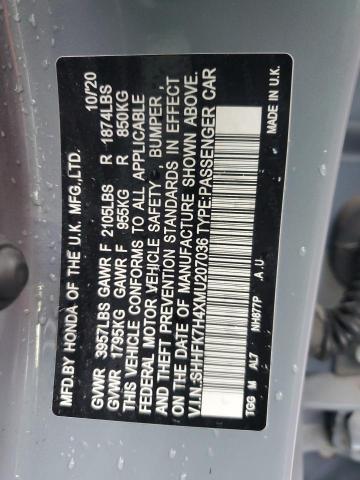 MFD.BY HONDA OF THE U.K. MFG.,LTD. 10/20
GVWR 3957LBS GAWR F 2105LBS R 1874LBS
GVWR 1795KG GAWR F 955KG R 850KG
THIS VEHICLE CONFORMS TO ALL APPLICABLE
FEDERAL MOTOR VEHICLE SAFETY , BUMPER ,
AND THEFT PREVENTION STANDARDS IN EFFECT
ON THE DATE OF MANUFACTURE SHOWN ABOVE.
V.I.N.:SHHFK7H4XMU207036 TYPE:PASSENGER CAR
TGG M AL7 NH877P A U MADE IN U.K.